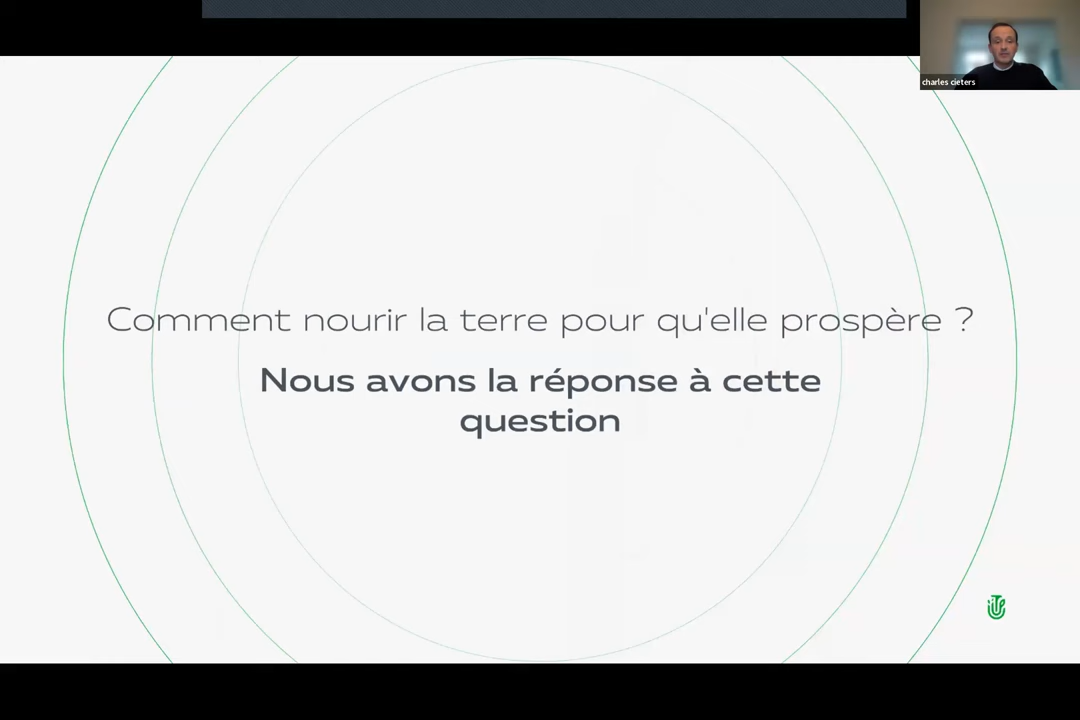 charles cieters
Comment nourir la terre pour qu'elle prospère ?
Nous avons la réponse à cette
question